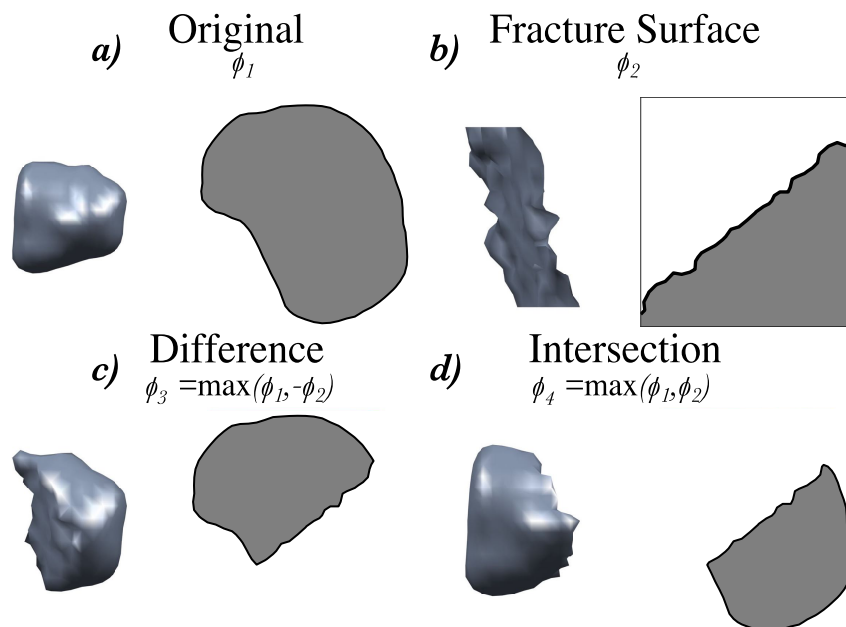 a) Original
ϕ1
b) Fracture Surface
ϕ2
c) Difference
ϕ3 =max(ϕ1,-ϕ2)
d) Intersection
ϕ4 =max(ϕ1,ϕ2)